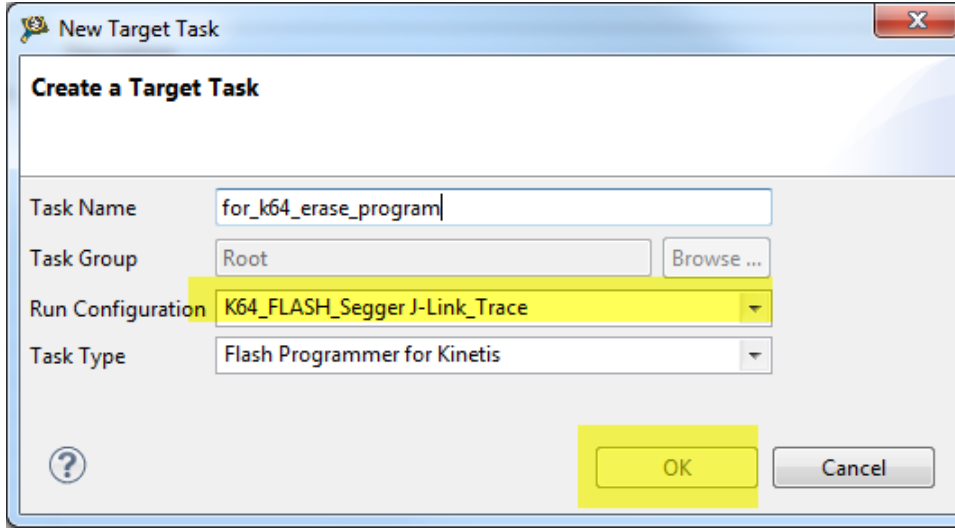 New Target Task
Create a Target Task
Task Name for_k64_erase_program
Task Group Root Browse ...
Run Configuration K64_FLASH_Segger J-Link_Trace
Task Type Flash Programmer for Kinetis
? OK Cancel